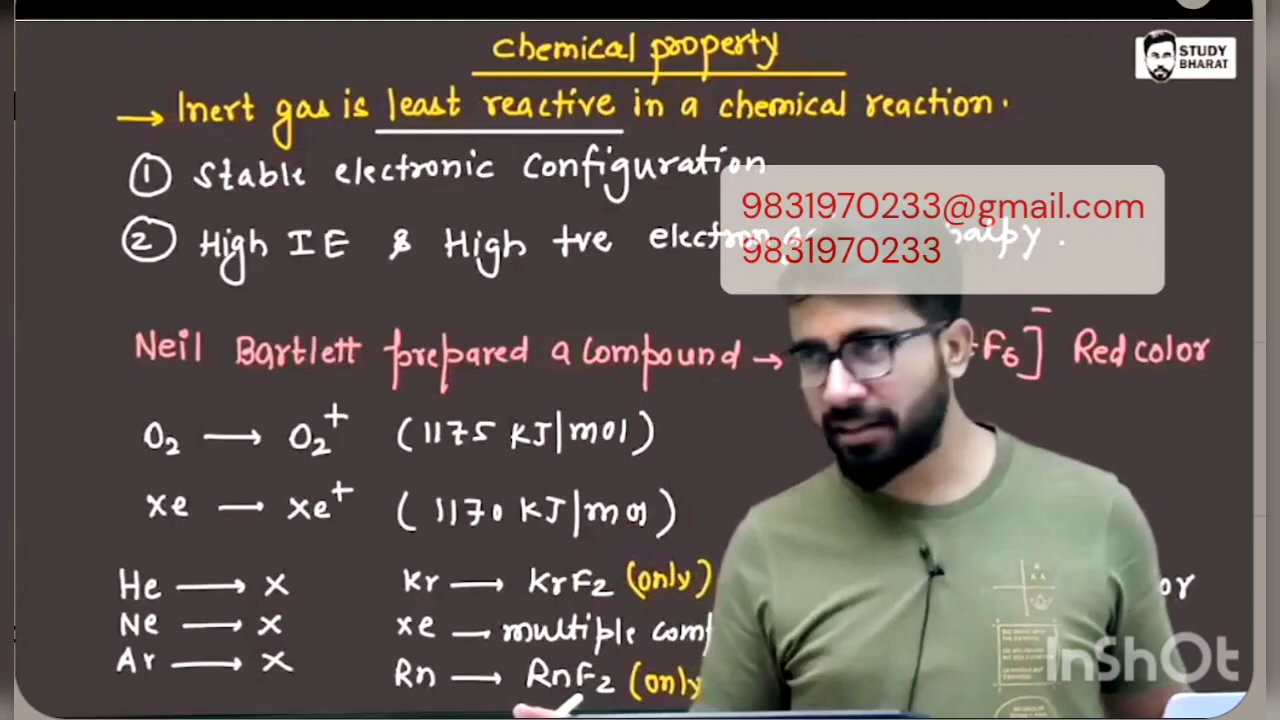 chemical property
STUDY
BHARAT
→ Inert gas is least reactive in a chemical reaction.
① Stable electronic configuration
9831970233@gmail.com
② High IE & High +ve
9831970233
Neil Bartlett prepared a compound → F6]⁻ Red color
O2 → O2⁺ (1175 KJ/mol)
Xe → Xe⁺ (1170 KJ/mol)
He → X Kr → KrF2 (only)
Ne → X Xe → multiple
Ar → X Rn → RnF2 (only
InShOt